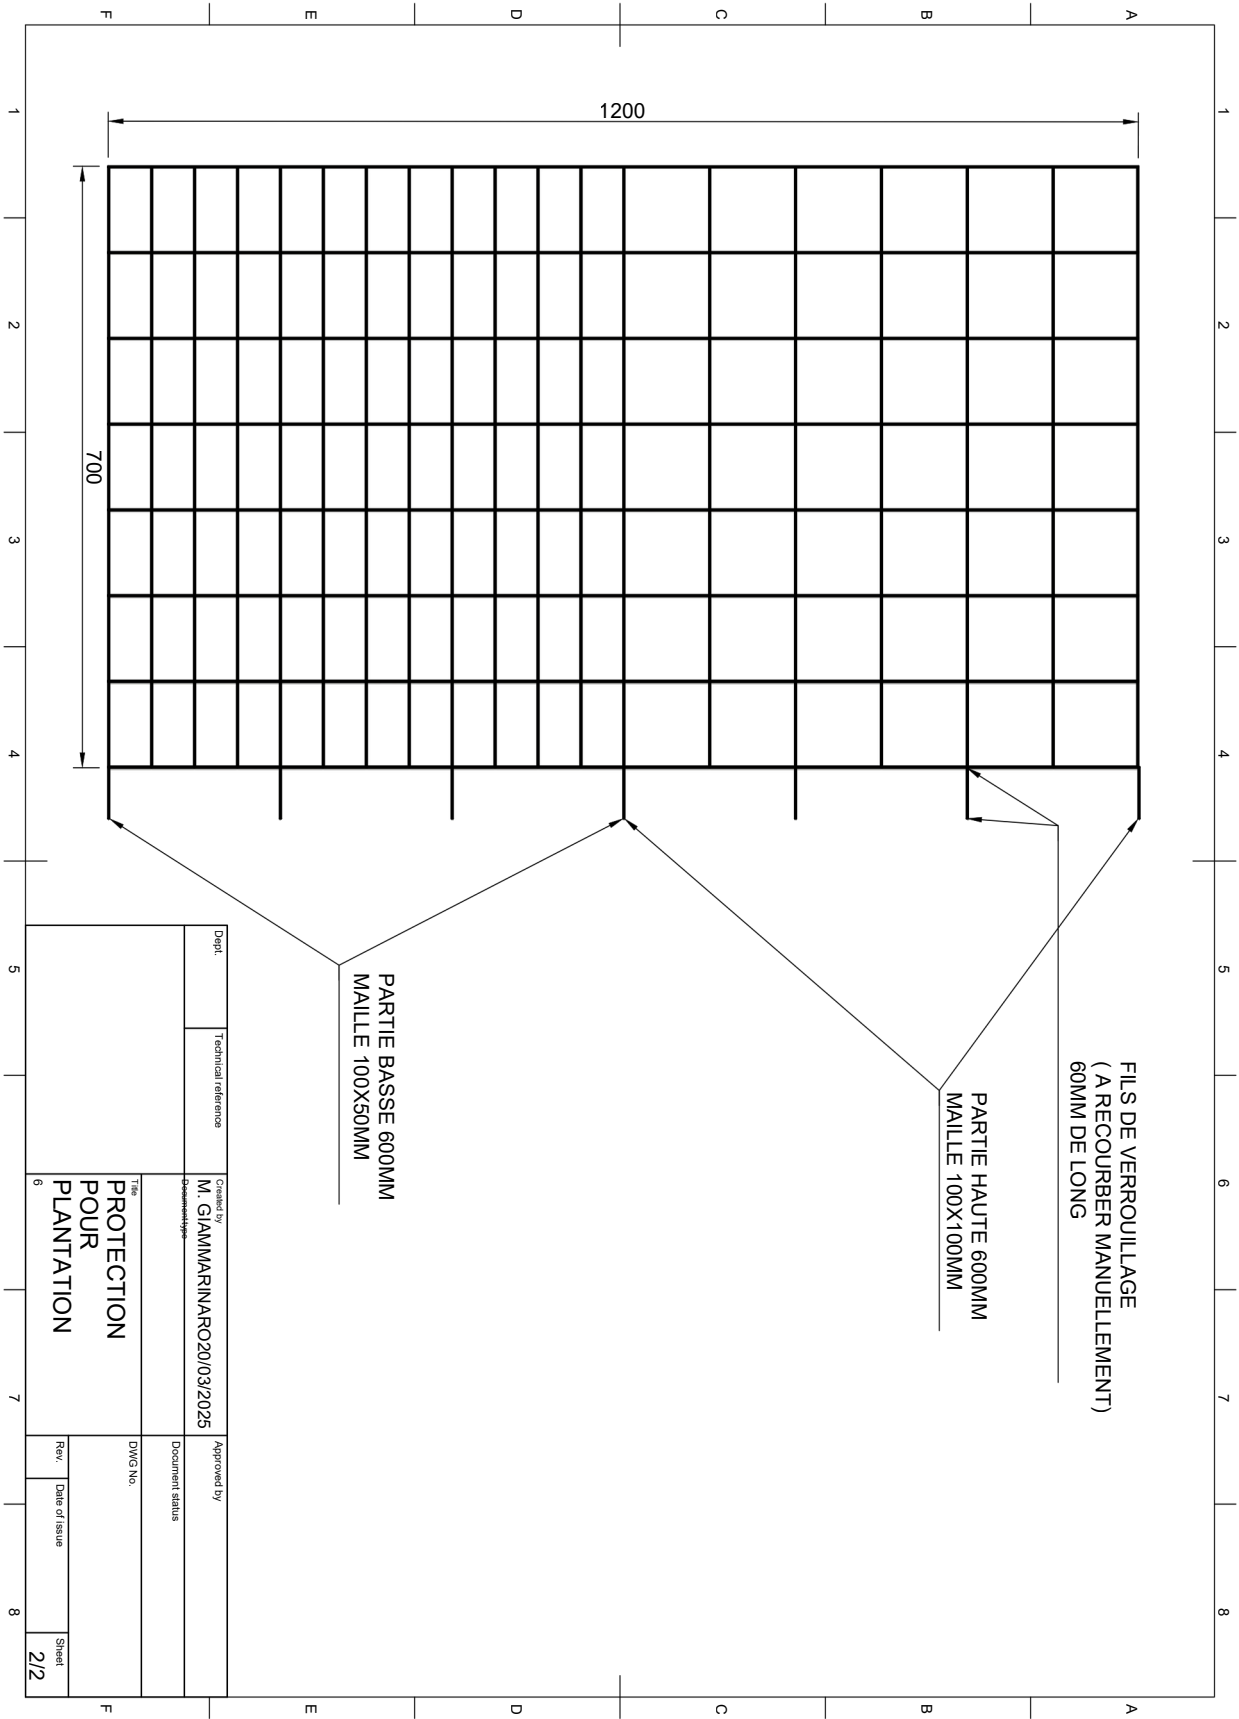 1 2 3 4 5 6 7 8
A
B
C
D
E
F
A
B
C
D
E
F
1200
700
FILS DE VERROUILLAGE
( A RECOURBER MANUELLEMENT)
60MM DE LONG
PARTIE HAUTE 600MM
MAILLE 100X100MM
PARTIE BASSE 600MM
MAILLE 100X50MM
Dept.
Technical reference
Created by
M. GIAMMARINARO20/03/2025
Approved by
Document type
Document status
Title
PROTECTION
POUR
PLANTATION
6
DWG No.
Rev.
Date of issue
Sheet
2/2
1 2 3 4 5 6 7 8